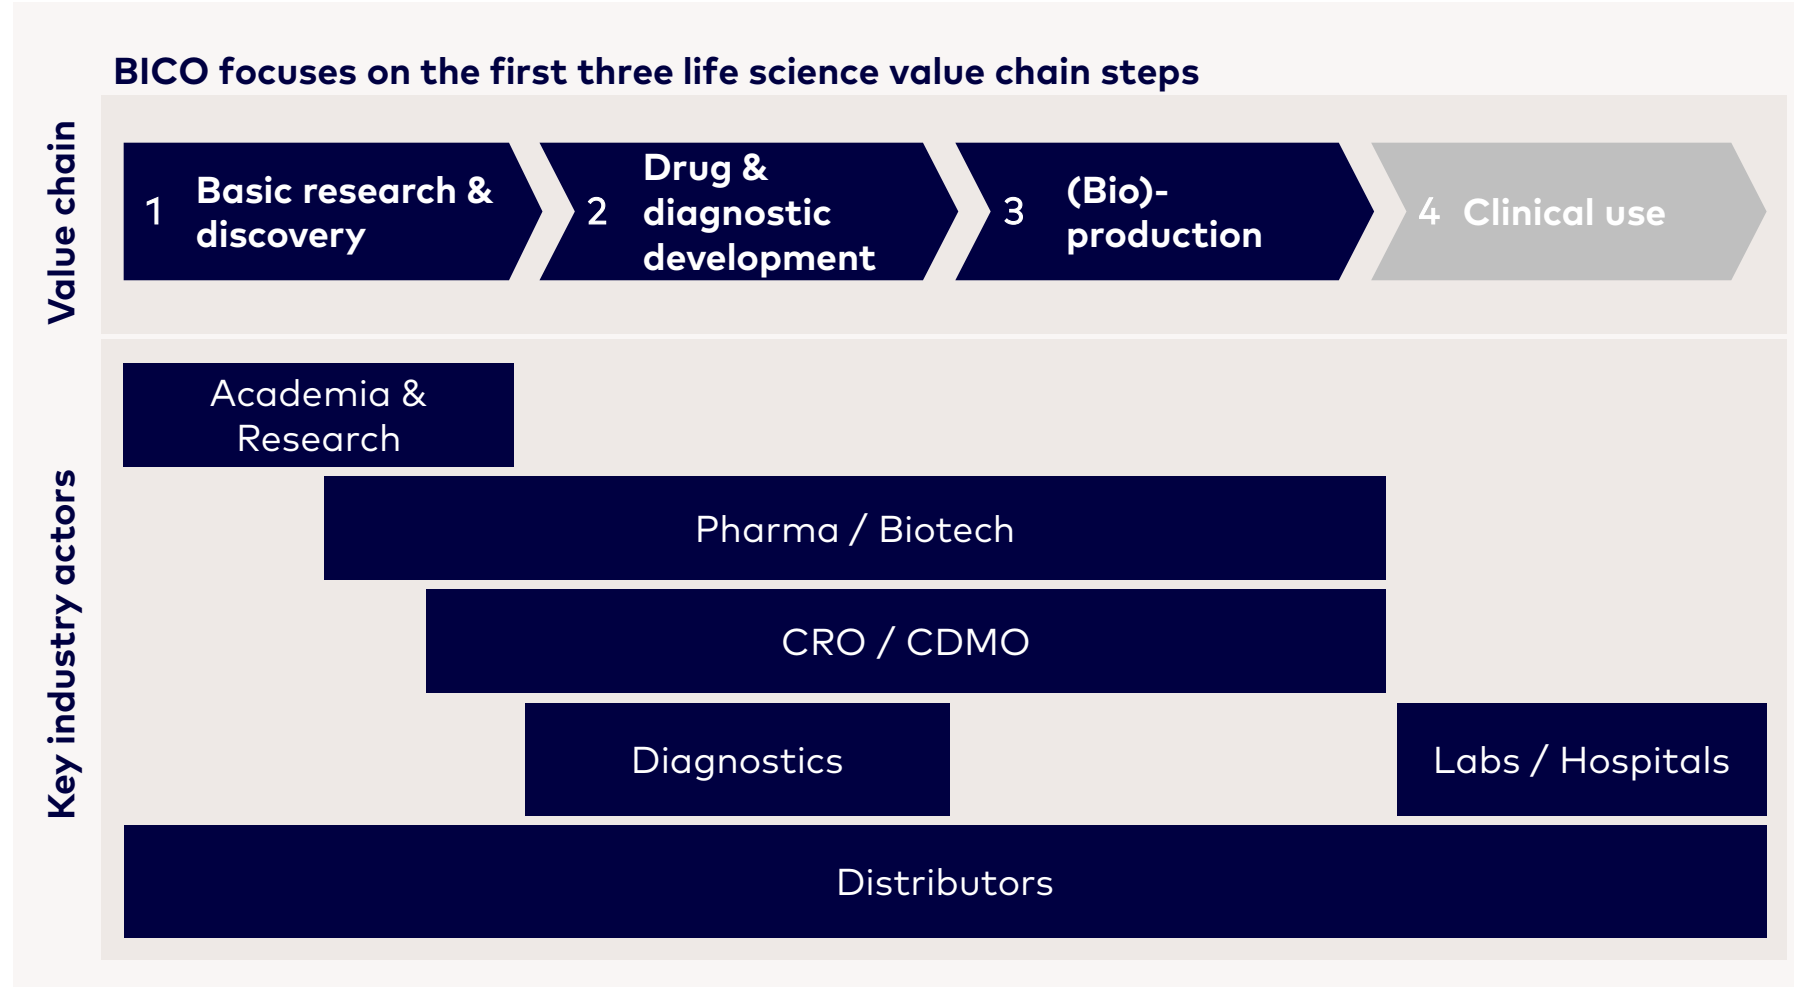 BICO focuses on the first three life science value chain steps
Value chain
1
Basic research &
discovery
2
Drug &
diagnostic
development
3
(Bio)-
production
4
Clinical use
Key industry actors
Academia &
Research
Pharma / Biotech
CRO / CDMO
Diagnostics
Labs / Hospitals
Distributors